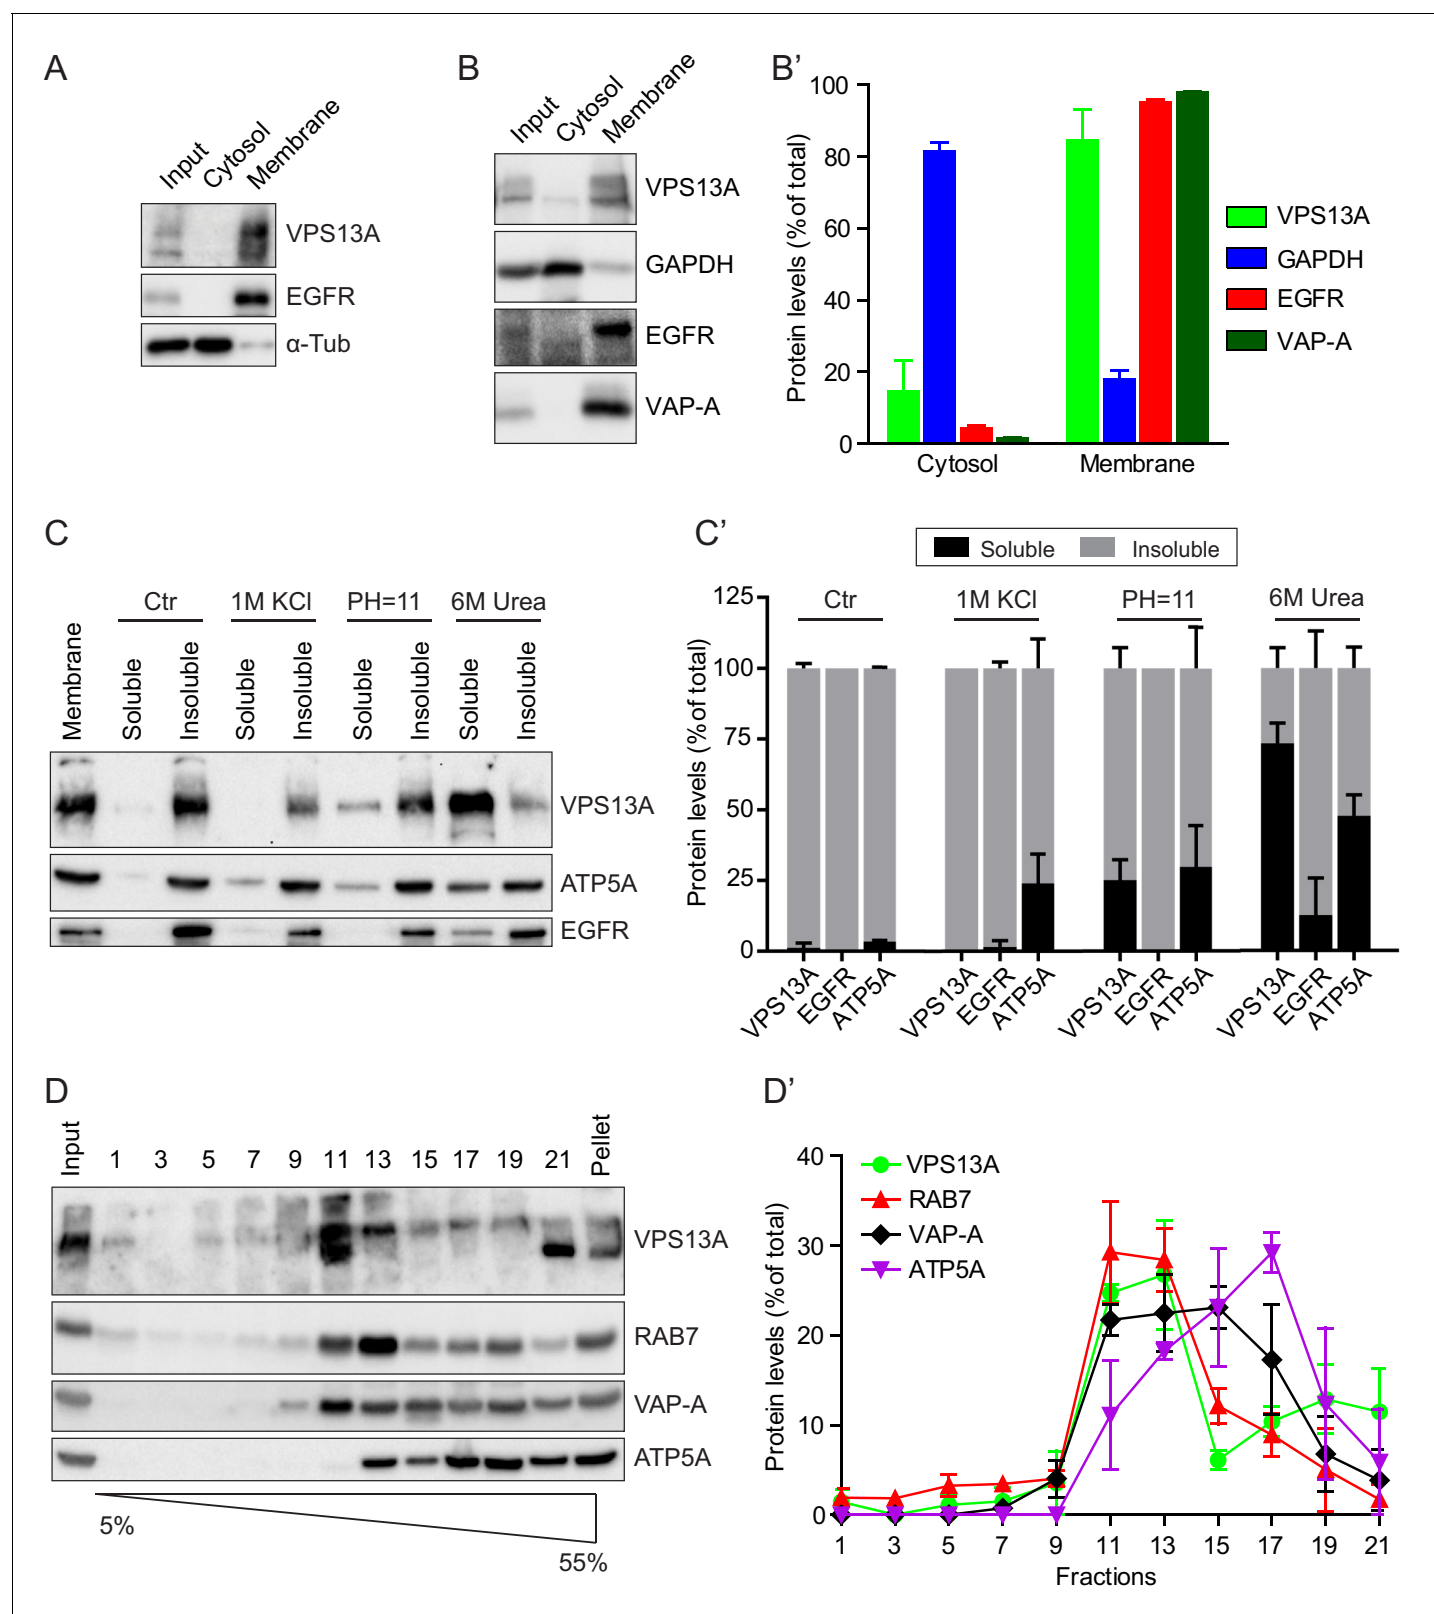 A
Input
Cytosol
Membrane
VPS13A
EGFR
α-Tub
B
Input
Cytosol
Membrane
VPS13A
GAPDH
EGFR
VAP-A
B’
Protein levels (% of total)
100
80
60
40
20
0
Cytosol
Membrane
VPS13A
GAPDH
EGFR
VAP-A
C
Ctr
1M KCl
PH=11
6M Urea
Membrane
Soluble
Insoluble
Soluble
Insoluble
Soluble
Insoluble
Soluble
Insoluble
VPS13A
ATP5A
EGFR
C’
Soluble
Insoluble
Protein levels (% of total)
125
100
75
50
25
0
Ctr
1M KCl
PH=11
6M Urea
VPS13A
EGFR
ATP5A
VPS13A
EGFR
ATP5A
VPS13A
EGFR
ATP5A
VPS13A
EGFR
ATP5A
D
Input
1 3 5 7 9 11 13 15 17 19 21
Pellet
VPS13A
RAB7
VAP-A
ATP5A
5%
55%
D’
Protein levels (% of total)
40
30
20
10
0
VPS13A
RAB7
VAP-A
ATP5A
1 3 5 7 9 11 13 15 17 19 21
Fractions